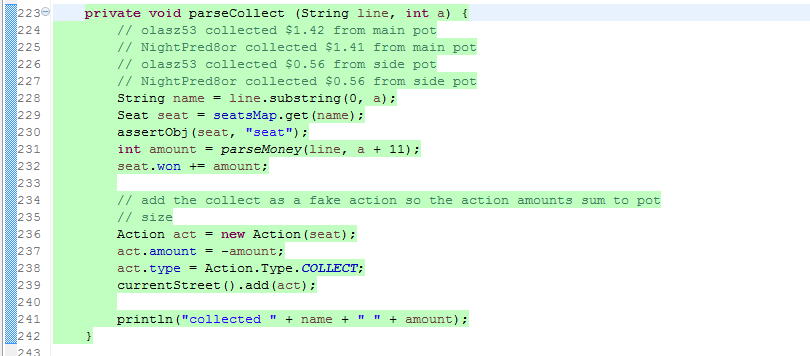 223 private void parseCollect (String line, int a) {
224 // olasz53 collected $1.42 from main pot
225 // NightPred8or collected $1.41 from main pot
226 // olasz53 collected $0.56 from side pot
227 // NightPred8or collected $0.56 from side pot
228 String name = line.substring(0, a);
229 Seat seat = seatsMap.get(name);
230 assertObj(seat, "seat");
231 int amount = parseMoney(line, a + 11);
232 seat.won += amount;
233
234 // add the collect as a fake action so the action amounts sum to pot
235 // size
236 Action act = new Action(seat);
237 act.amount = -amount;
238 act.type = Action.Type.COLLECT;
239 currentStreet().add(act);
240
241 println("collected " + name + " " + amount);
242 }
243